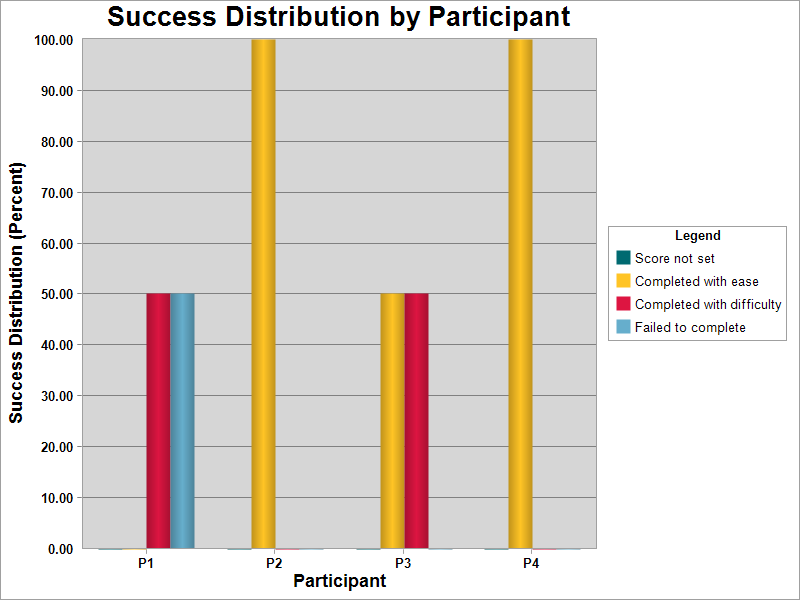 Success Distribution by Participant
Success Distribution (Percent)
100.00
90.00
80.00
70.00
60.00
50.00
40.00
30.00
20.00
10.00
0.00
P1
P2
P3
P4
Participant
Legend
Score not set
Completed with ease
Completed with difficulty
Failed to complete